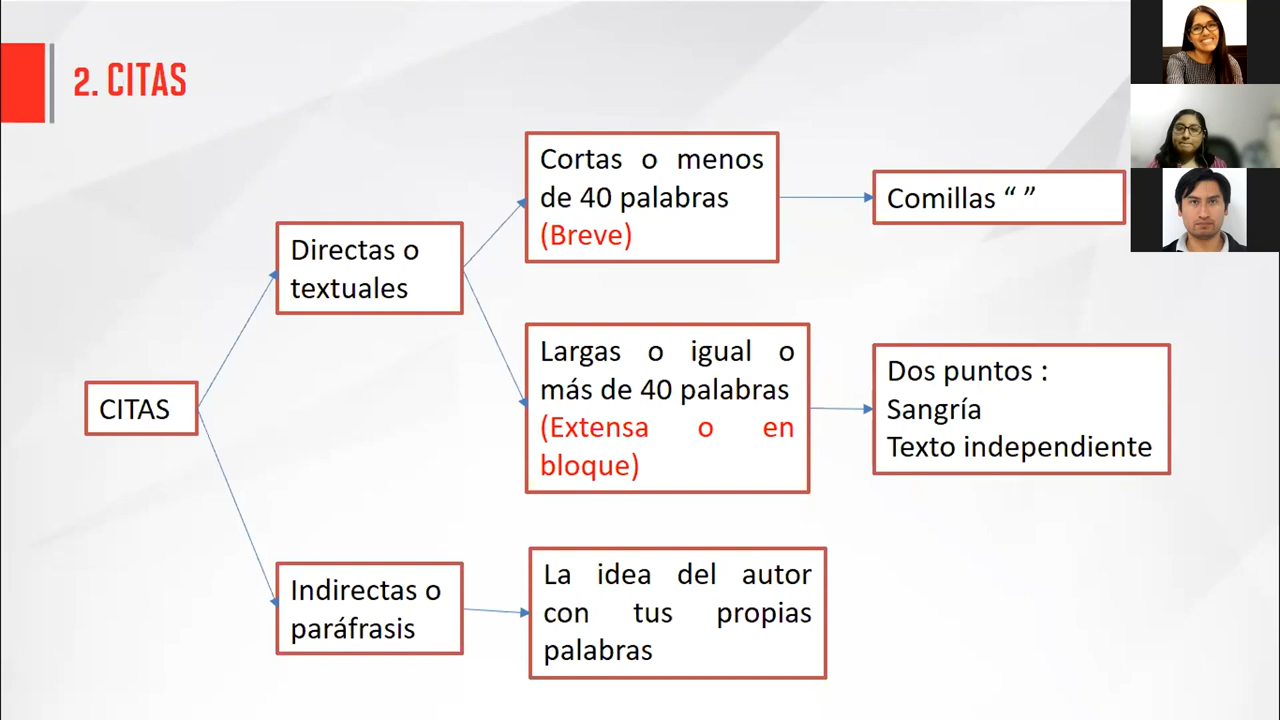 2. CITAS
CITAS
Directas o
textuales
Cortas o menos
de 40 palabras
(Breve)
Comillas “ ”
Largas o igual o
más de 40 palabras
(Extensa o en
bloque)
Dos puntos :
Sangría
Texto independiente
Indirectas o
paráfrasis
La idea del autor
con tus propias
palabras